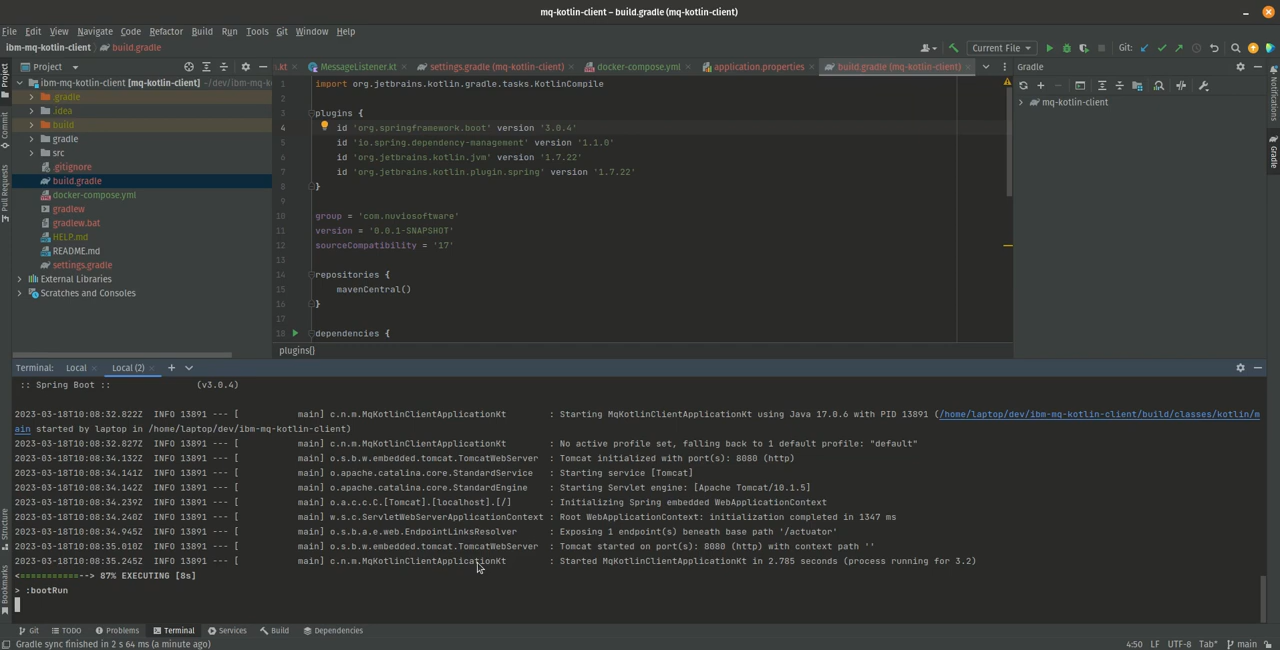 mq-kotlin-client – build.gradle (mq-kotlin-client)
File Edit View Navigate Code Refactor Build Run Tools Git Window Help
ibm-mq-kotlin-client build.gradle
Current File
Git:
Project
.kt MessageListener.kt settings.gradle (mq-kotlin-client) docker-compose.yml application.properties build.gradle (mq-kotlin-client)
Gradle
ibm-mq-kotlin-client [mq-kotlin-client] ~/dev/ibm-mq
.gradle
.idea
build
gradle
src
.gitignore
build.gradle
docker-compose.yml
gradlew
gradlew.bat
HELP.md
README.md
settings.gradle
External Libraries
Scratches and Consoles
1 import org.jetbrains.kotlin.gradle.tasks.KotlinCompile
2
3 plugins {
4 id 'org.springframework.boot' version '3.0.4'
5 id 'io.spring.dependency-management' version '1.1.0'
6 id 'org.jetbrains.kotlin.jvm' version '1.7.22'
7 id 'org.jetbrains.kotlin.plugin.spring' version '1.7.22'
8 }
9
10 group = 'com.nuviosoftware'
11 version = '0.0.1-SNAPSHOT'
12 sourceCompatibility = '17'
13
14 repositories {
15 mavenCentral()
16 }
17
18 dependencies {
plugins{}
mq-kotlin-client
Project
Commit
Pull Requests
Structure
Bookmarks
Notifications
Gradle
Terminal: Local Local (2)
:: Spring Boot :: (v3.0.4)
2023-03-18T10:08:32.822Z INFO 13891 --- [ main] c.n.m.MqKotlinClientApplicationKt : Starting MqKotlinClientApplicationKt using Java 17.0.6 with PID 13891 (/home/laptop/dev/ibm-mq-kotlin-client/build/classes/kotlin/m
ain started by laptop in /home/laptop/dev/ibm-mq-kotlin-client)
2023-03-18T10:08:32.827Z INFO 13891 --- [ main] c.n.m.MqKotlinClientApplicationKt : No active profile set, falling back to 1 default profile: "default"
2023-03-18T10:08:34.132Z INFO 13891 --- [ main] o.s.b.w.embedded.tomcat.TomcatWebServer : Tomcat initialized with port(s): 8080 (http)
2023-03-18T10:08:34.141Z INFO 13891 --- [ main] o.apache.catalina.core.StandardService : Starting service [Tomcat]
2023-03-18T10:08:34.141Z INFO 13891 --- [ main] o.apache.catalina.core.StandardEngine : Starting Servlet engine: [Apache Tomcat/10.1.5]
2023-03-18T10:08:34.239Z INFO 13891 --- [ main] o.a.c.c.C.[Tomcat].[localhost].[/] : Initializing Spring embedded WebApplicationContext
2023-03-18T10:08:34.240Z INFO 13891 --- [ main] w.s.c.ServletWebServerApplicationContext : Root WebApplicationContext: initialization completed in 1347 ms
2023-03-18T10:08:34.945Z INFO 13891 --- [ main] o.s.b.a.e.web.EndpointLinksResolver : Exposing 1 endpoint(s) beneath base path '/actuator'
2023-03-18T10:08:35.010Z INFO 13891 --- [ main] o.s.b.w.embedded.tomcat.TomcatWebServer : Tomcat started on port(s): 8080 (http) with context path ''
2023-03-18T10:08:35.245Z INFO 13891 --- [ main] c.n.m.MqKotlinClientApplicationKt : Started MqKotlinClientApplicationKt in 2.785 seconds (process running for 3.2)
<===========--> 87% EXECUTING [8s]
> :bootRun
Git TODO Problems Terminal Services Build Dependencies
Gradle sync finished in 2 s 64 ms (a minute ago)
4:50 LF UTF-8 Tab* main